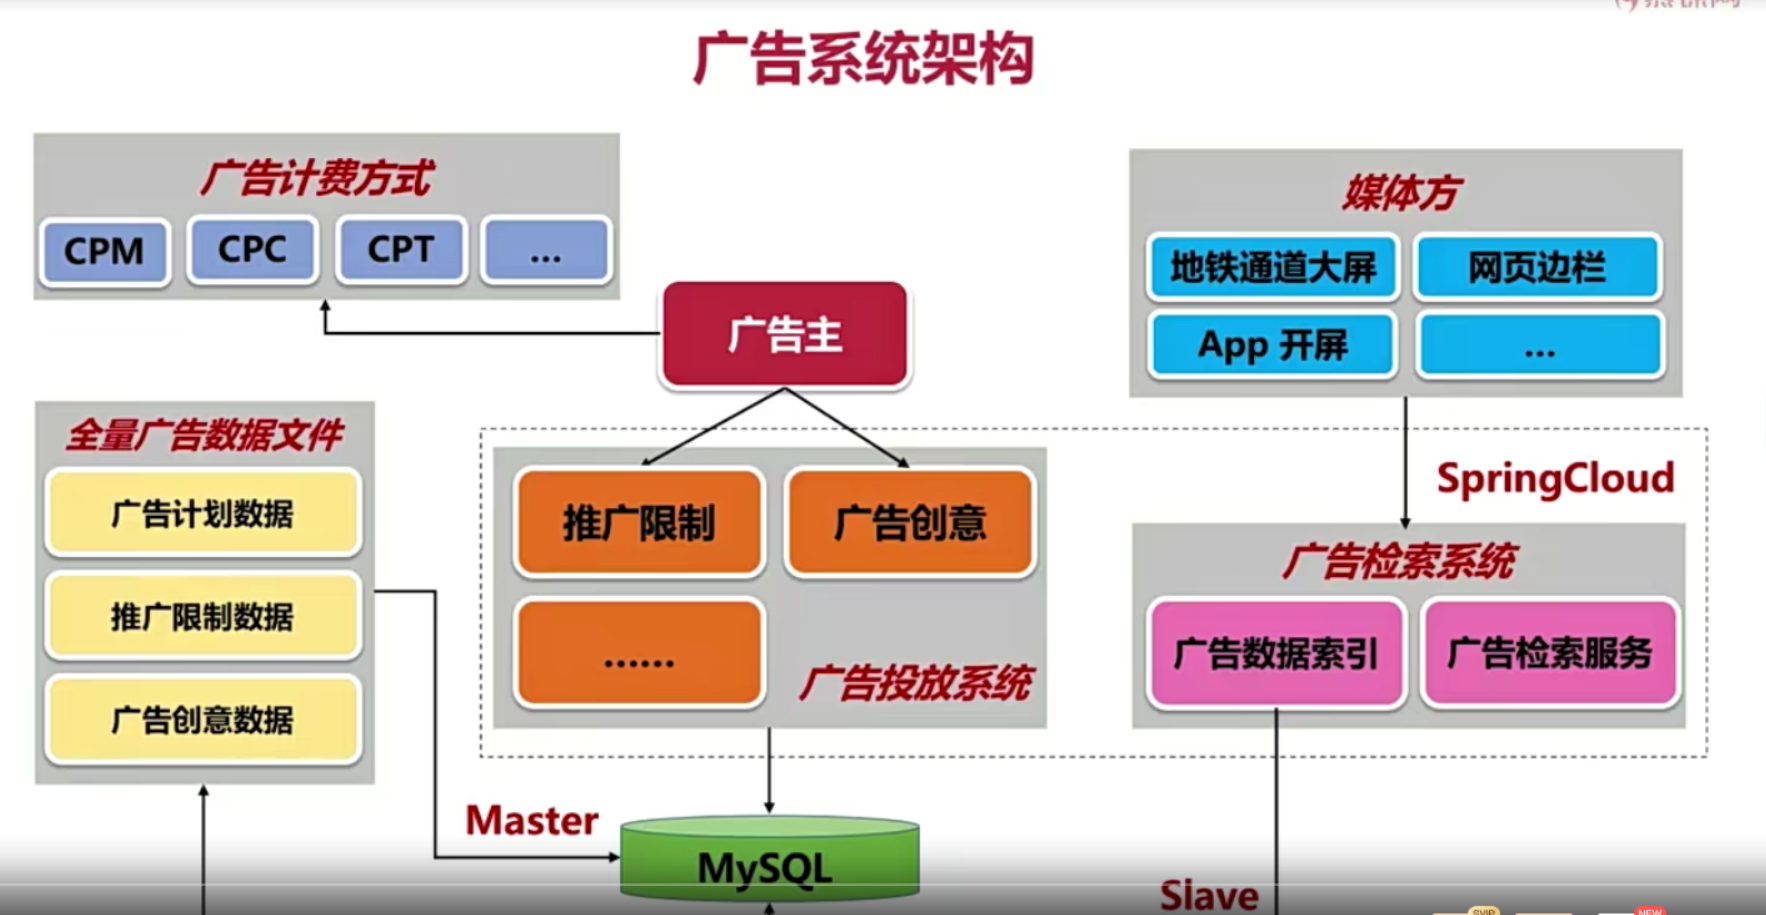 广告系统架构
广告计费方式
CPM
CPC
CPT
...
广告主
媒体方
地铁通道大屏
网页边栏
App 开屏
...
全量广告数据文件
广告计划数据
推广限制数据
广告创意数据
推广限制
广告创意
......
广告投放系统
SpringCloud
广告检索系统
广告数据索引
广告检索服务
Master
MySQL
Slave
SVIP
NEW